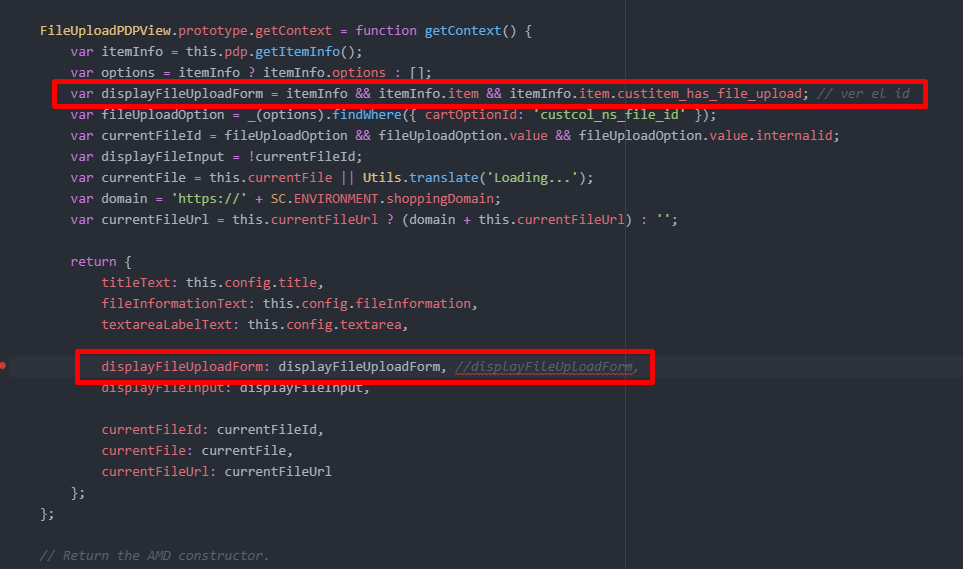 FileUploadPDPView.prototype.getContext = function getContext() {
var itemInfo = this.pdp.getItemInfo();
var options = itemInfo ? itemInfo.options : [];
var displayFileUploadForm = itemInfo && itemInfo.item && itemInfo.item.custitem_has_file_upload; // ver el id
var fileUploadOption = _(options).findWhere({ cartOptionId: 'custcol_ns_file_id' });
var currentFileId = fileUploadOption && fileUploadOption.value && fileUploadOption.value.internalid;
var displayFileInput = !currentFileId;
var currentFile = this.currentFile || Utils.translate('Loading...');
var domain = 'https://' + SC.ENVIRONMENT.shoppingDomain;
var currentFileUrl = this.currentFileUrl ? (domain + this.currentFileUrl) : '';
return {
titleText: this.config.title,
fileInformationText: this.config.fileInformation,
textareaLabelText: this.config.textarea,
displayFileUploadForm: displayFileUploadForm, //displayFileUploadForm,
displayFileInput: displayFileInput,
currentFileId: currentFileId,
currentFile: currentFile,
currentFileUrl: currentFileUrl
};
};
// Return the AMD constructor.